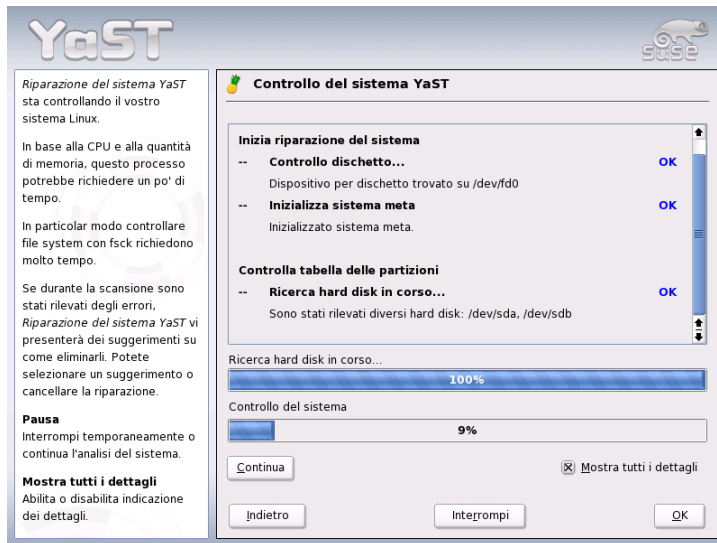 YaST
SUSE
Riparazione del sistema YaST
sta controllando il vostro
sistema Linux.
In base alla CPU e alla quantità
di memoria, questo processo
potrebbe richiedere un po' di
tempo.
In particolar modo controllare
file system con fsck richiedono
molto tempo.
Se durante la scansione sono
stati rilevati degli errori,
Riparazione del sistema YaST vi
presenterà dei suggerimenti su
come eliminarli. Potete
selezionare un suggerimento o
cancellare la riparazione.
Pausa
Interrompi temporaneamente o
continua l'analisi del sistema.
Mostra tutti i dettagli
Abilita o disabilita indicazione
dei dettagli.
Controllo del sistema YaST
Inizia riparazione del sistema
-- Controllo dischetto... OK
Dispositivo per dischetto trovato su /dev/fd0
-- Inizializza sistema meta OK
Inizializzato sistema meta.
Controlla tabella delle partizioni
-- Ricerca hard disk in corso... OK
Sono stati rilevati diversi hard disk: /dev/sda, /dev/sdb
Ricerca hard disk in corso...
100%
Controllo del sistema
9%
Continua
Mostra tutti i dettagli
Indietro
Interrompi
OK